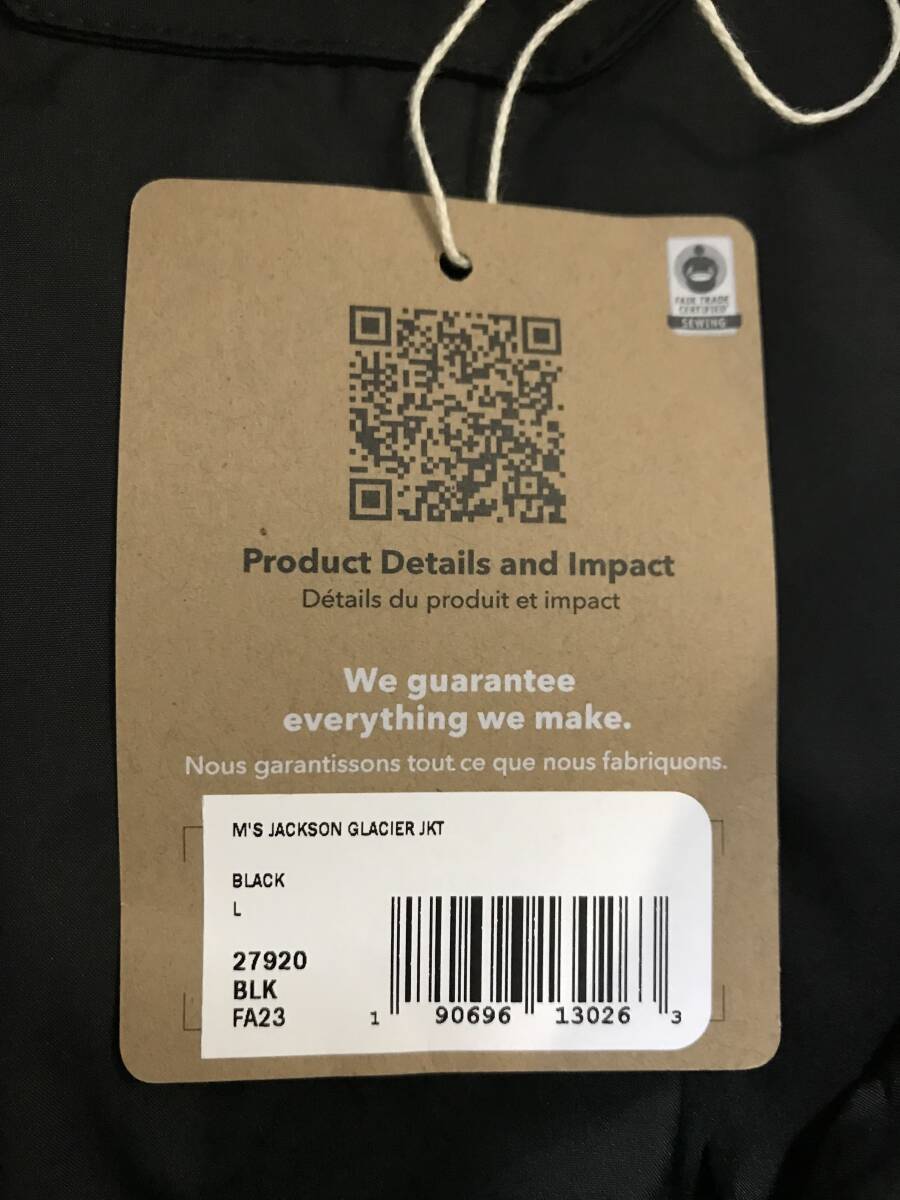 FAIR TRADE
CERTIFIED
SEWING
Product Details and Impact
Détails du produit et impact
We guarantee
everything we make.
Nous garantissons tout ce que nous fabriquons.
M'S JACKSON GLACIER JKT
BLACK
L
27920
BLK
FA23
1 90696 13026 3